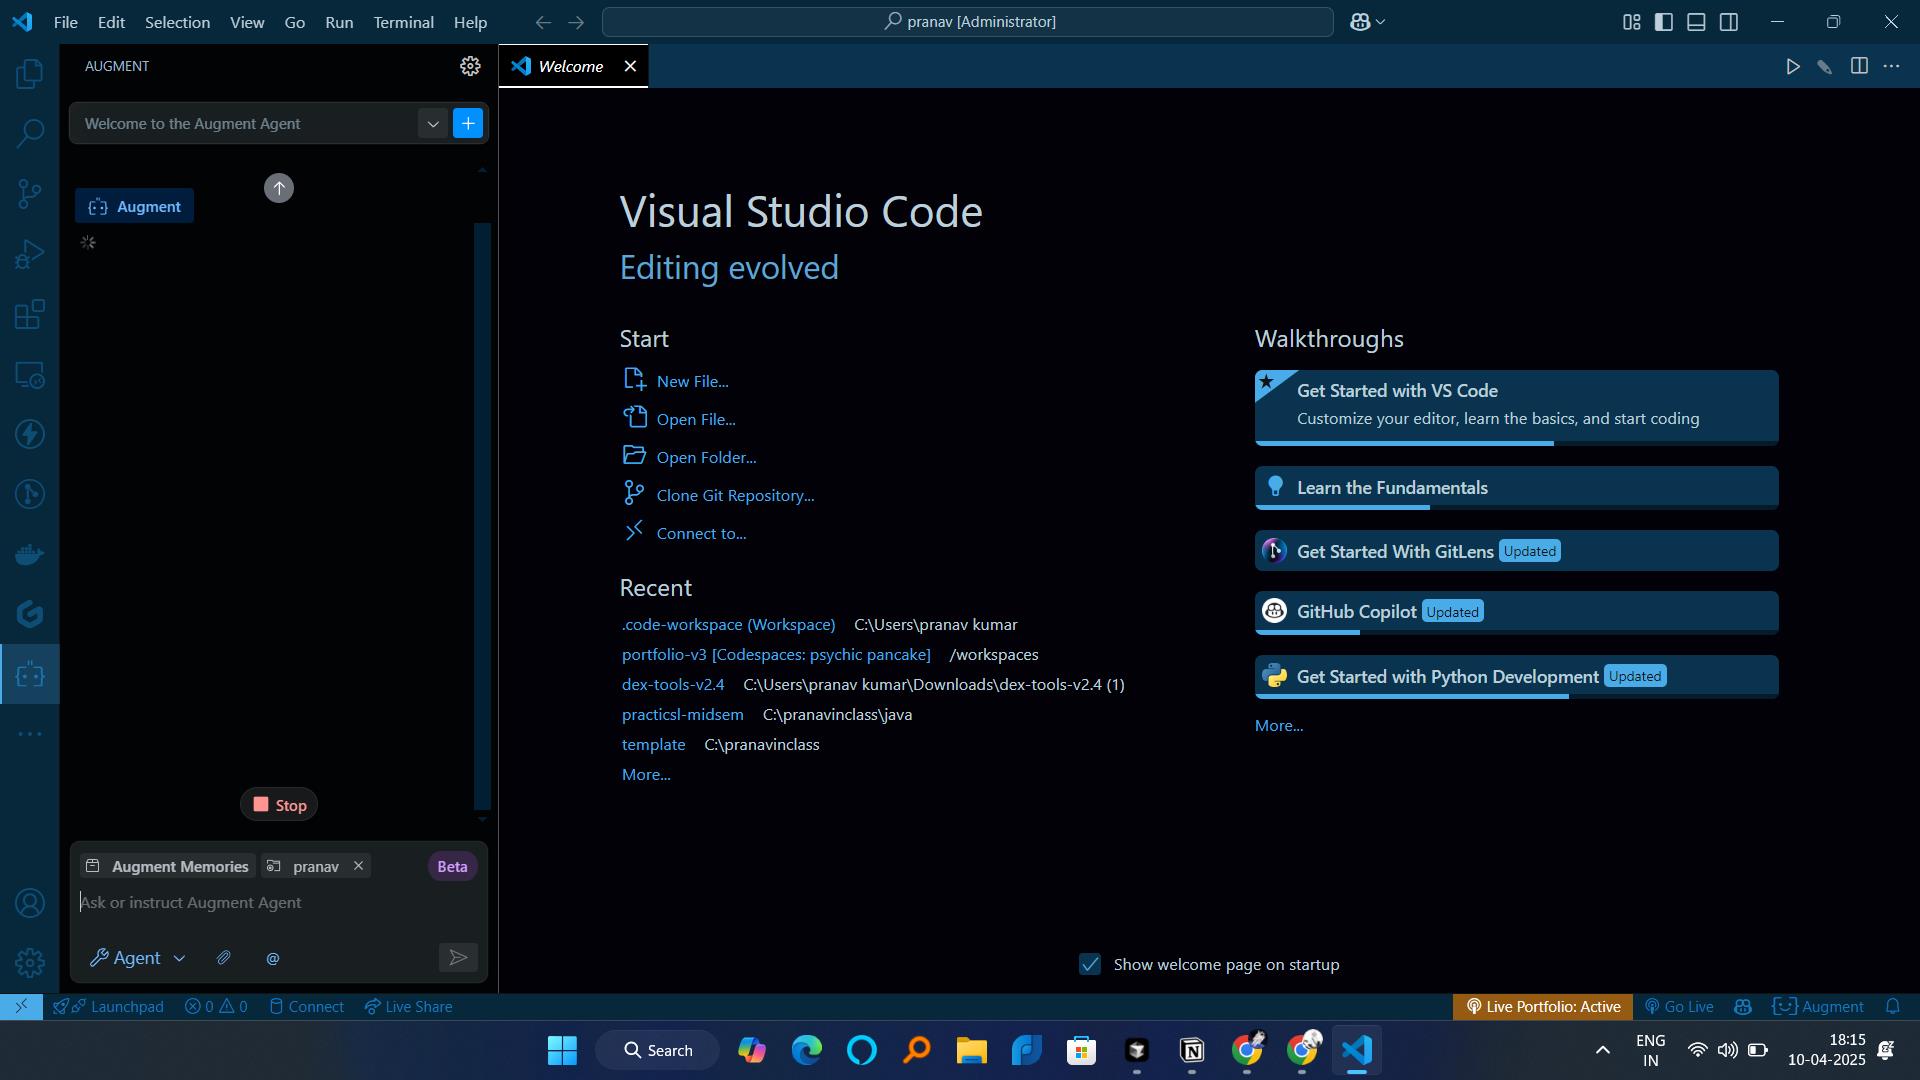 File Edit Selection View Go Run Terminal Help
pranav [Administrator]
AUGMENT
Welcome
Welcome to the Augment Agent
Augment
Visual Studio Code
Editing evolved
Start
New File...
Open File...
Open Folder...
Clone Git Repository...
Connect to...
Recent
.code-workspace (Workspace) C:\Users\pranav kumar
portfolio-v3 [Codespaces: psychic pancake] /workspaces
dex-tools-v2.4 C:\Users\pranav kumar\Downloads\dex-tools-v2.4 (1)
practicsl-midsem C:\pranavinclass\java
template C:\pranavinclass
More...
Walkthroughs
Get Started with VS Code
Customize your editor, learn the basics, and start coding
Learn the Fundamentals
Get Started With GitLens Updated
GitHub Copilot Updated
Get Started with Python Development Updated
More...
Stop
Augment Memories pranav Beta
Ask or instruct Augment Agent
Agent @
Show welcome page on startup
Launchpad 0 0 Connect Live Share
Live Portfolio: Active Go Live Augment
Search
ENG
IN
18:15
10-04-2025